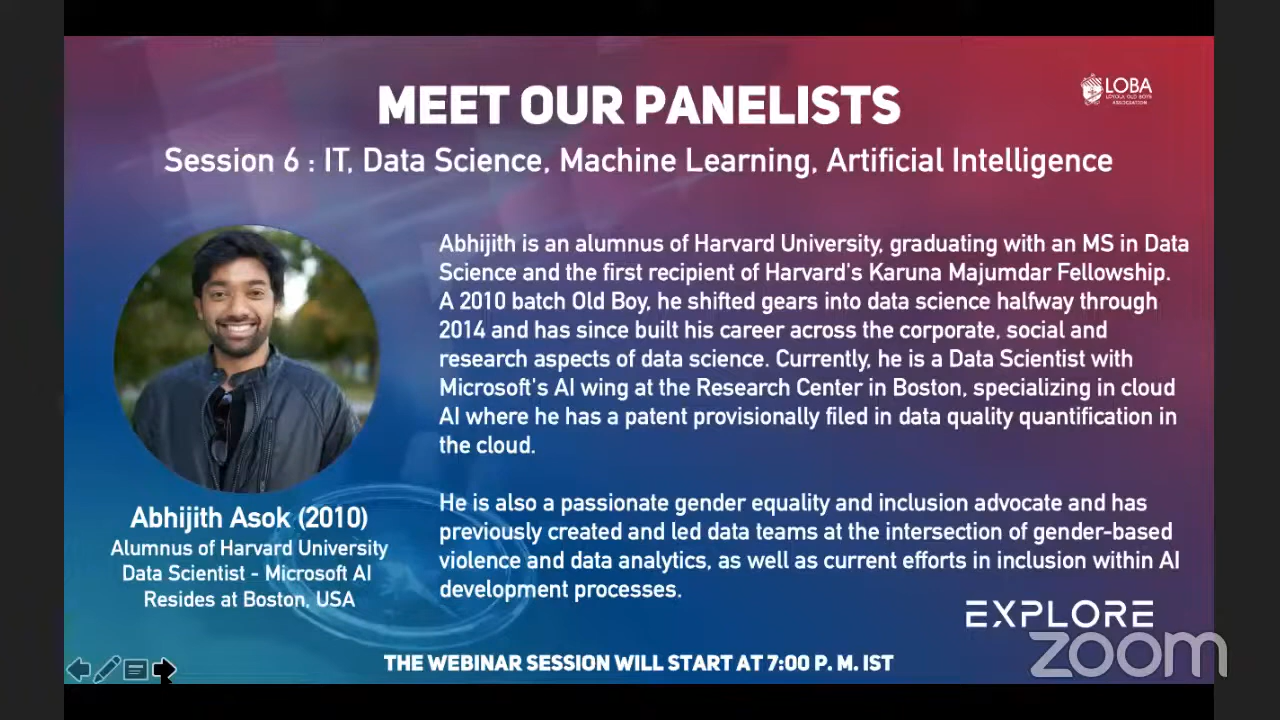 LOBA
LOYOLA OLD BOYS
ASSOCIATION
MEET OUR PANELISTS
Session 6 : IT, Data Science, Machine Learning, Artificial Intelligence
Abhijith is an alumnus of Harvard University, graduating with an MS in Data
Science and the first recipient of Harvard's Karuna Majumdar Fellowship.
A 2010 batch Old Boy, he shifted gears into data science halfway through
2014 and has since built his career across the corporate, social and
research aspects of data science. Currently, he is a Data Scientist with
Microsoft's AI wing at the Research Center in Boston, specializing in cloud
AI where he has a patent provisionally filed in data quality quantification in
the cloud.
He is also a passionate gender equality and inclusion advocate and has
previously created and led data teams at the intersection of gender-based
violence and data analytics, as well as current efforts in inclusion within AI
development processes.
Abhijith Asok (2010)
Alumnus of Harvard University
Data Scientist - Microsoft AI
Resides at Boston, USA
EXPLORE
zoom
THE WEBINAR SESSION WILL START AT 7:00 P. M. IST